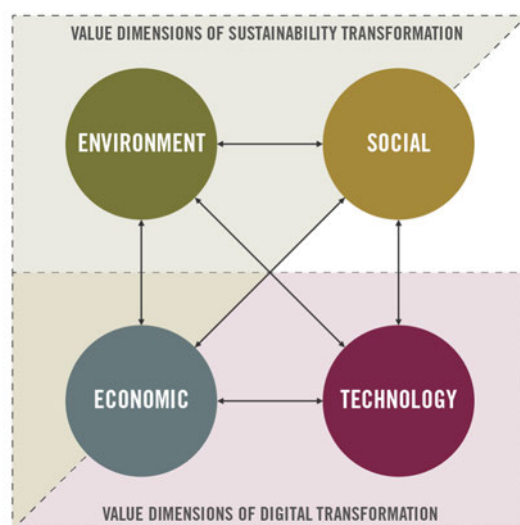 VALUE DIMENSIONS OF SUSTAINABILITY TRANSFORMATION
ENVIRONMENT
SOCIAL
ECONOMIC
TECHNOLOGY
VALUE DIMENSIONS OF DIGITAL TRANSFORMATION